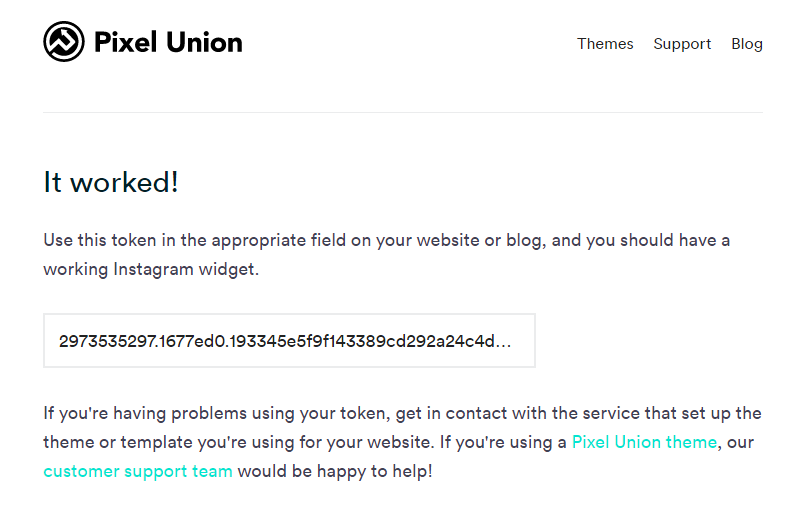 Pixel Union
Themes Support Blog
It worked!
Use this token in the appropriate field on your website or blog, and you should have a
working Instagram widget.
2973535297.1677ed0.193345e5f9f143389cd292a24c4d...
If you're having problems using your token, get in contact with the service that set up the
theme or template you're using for your website. If you're using a Pixel Union theme, our
customer support team would be happy to help!